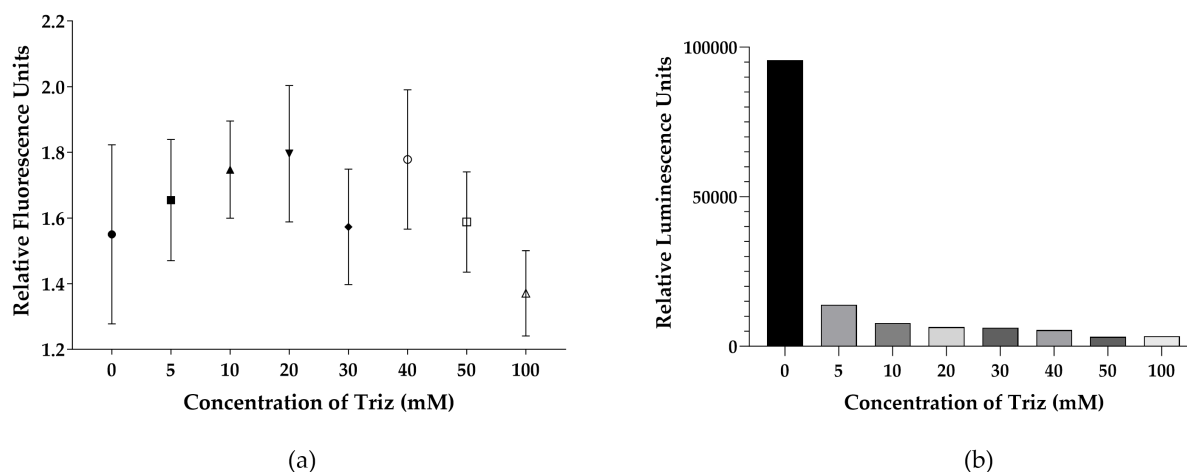 Relative Fluorescence Units
2.2
2.0
1.8
1.6
1.4
1.2
0 5 10 20 30 40 50 100
Concentration of Triz (mM)
(a)
Relative Luminescence Units
100000
50000
0
0 5 10 20 30 40 50 100
Concentration of Triz (mM)
(b)